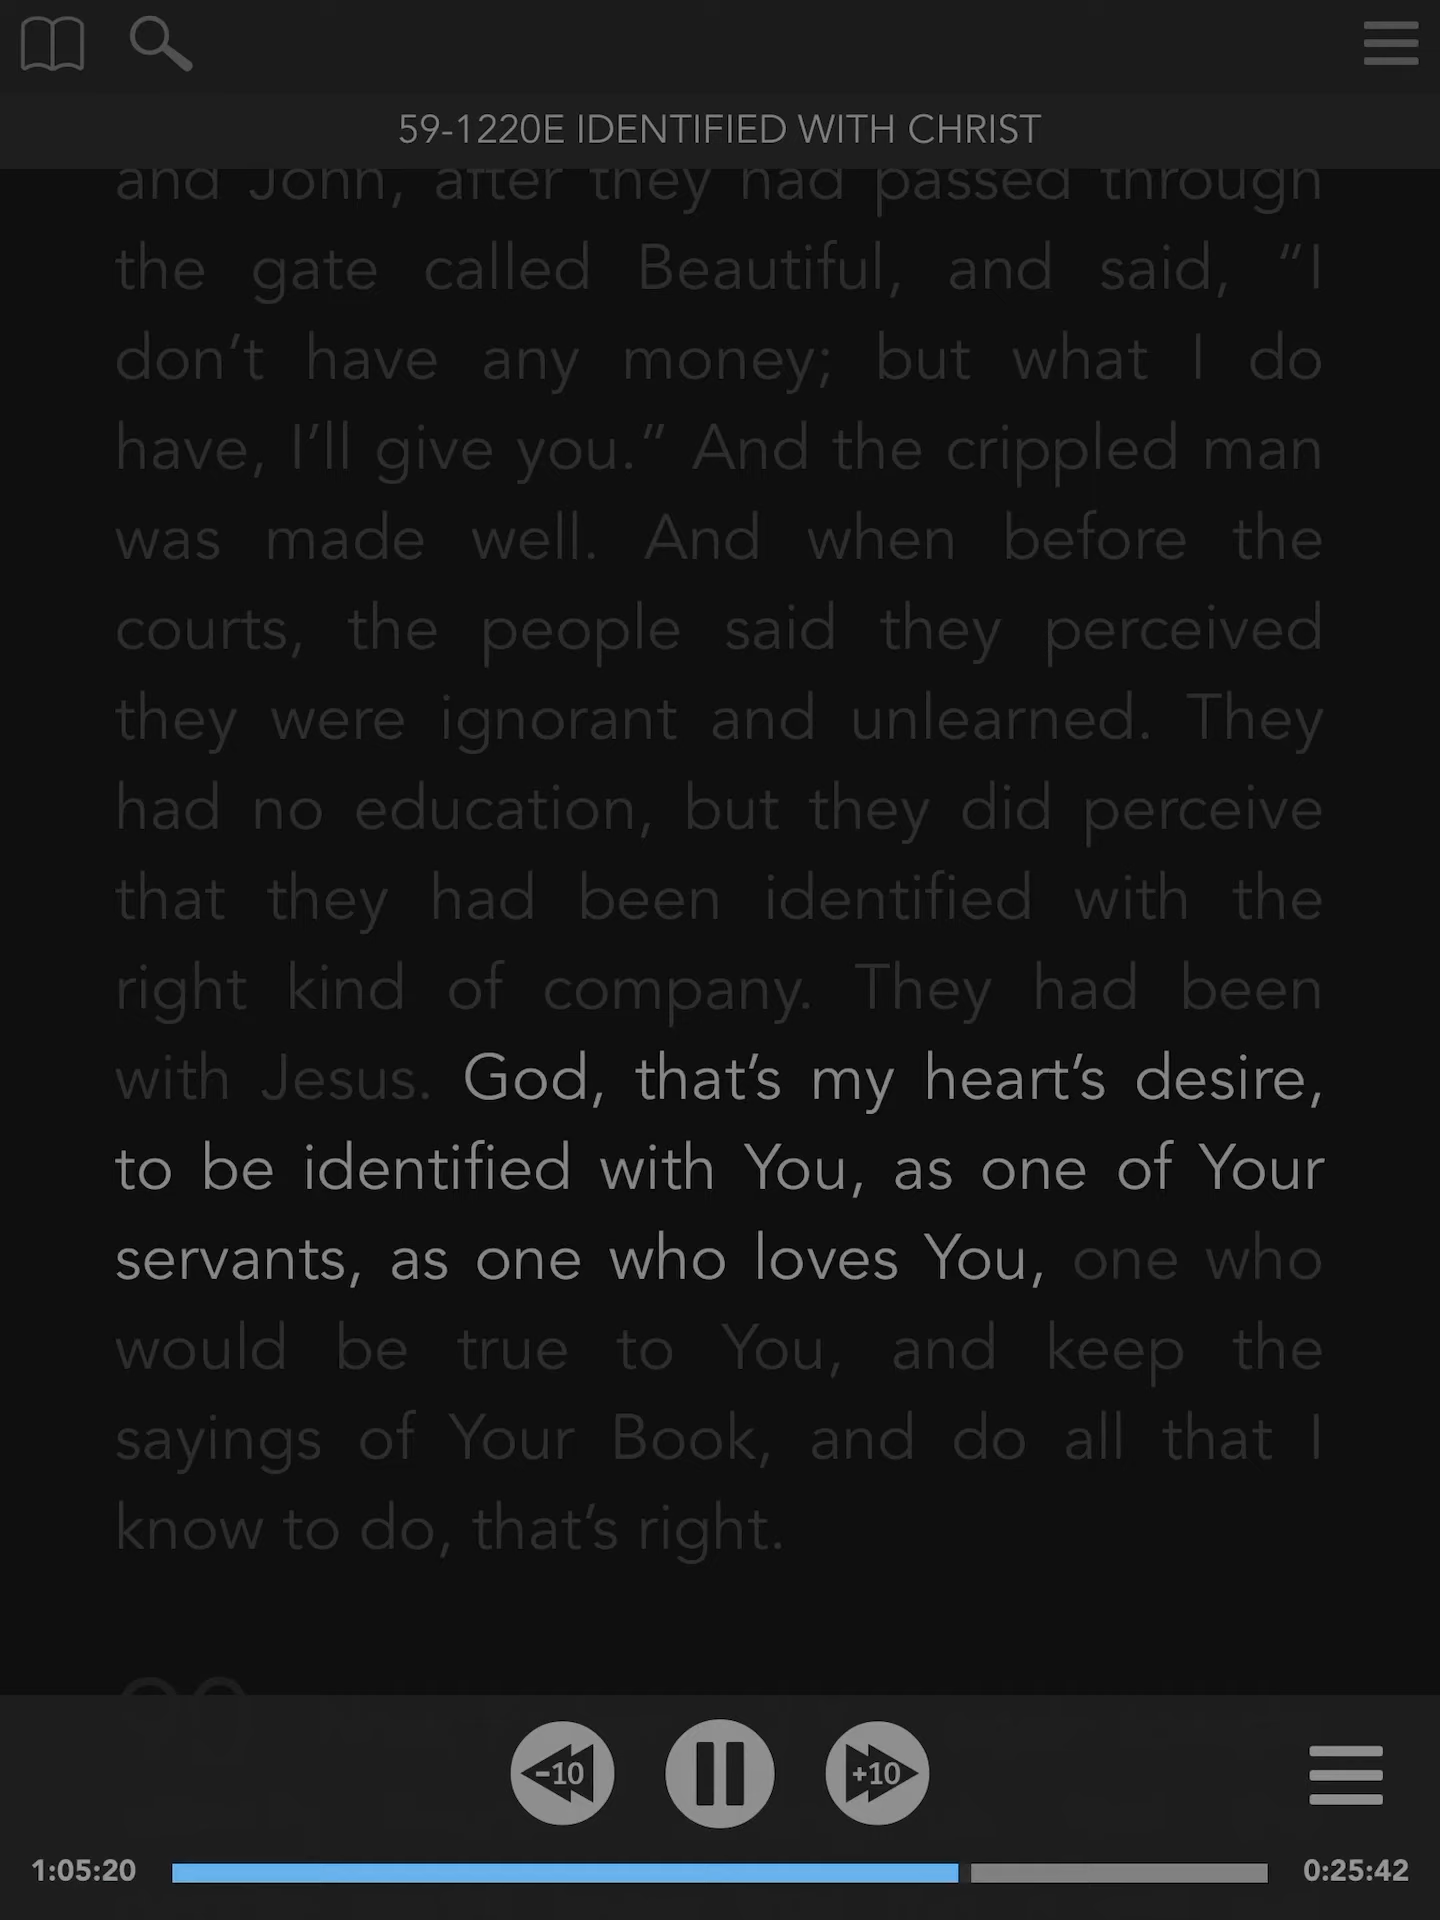 59-1220E IDENTIFIED WITH CHRIST
and John, after they had passed through
the gate called Beautiful, and said, “I
don’t have any money; but what I do
have, I’ll give you.” And the crippled man
was made well. And when before the
courts, the people said they perceived
they were ignorant and unlearned. They
had no education, but they did perceive
that they had been identified with the
right kind of company. They had been
with Jesus. God, that’s my heart’s desire,
to be identified with You, as one of Your
servants, as one who loves You, one who
would be true to You, and keep the
sayings of Your Book, and do all that I
know to do, that’s right.
-10 +10
1:05:20 0:25:42